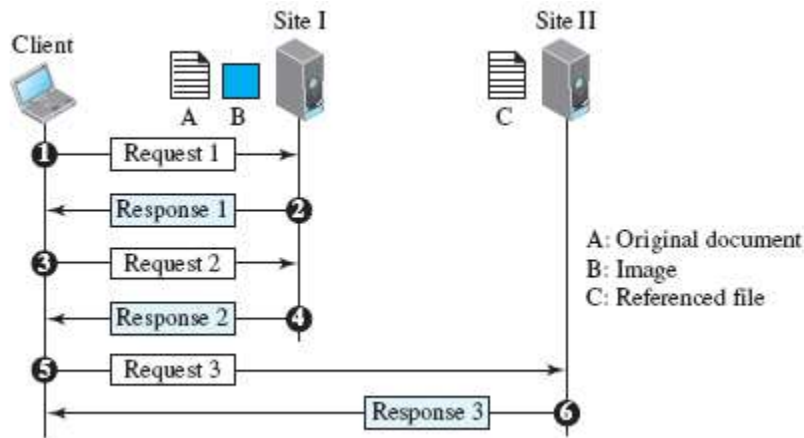 Site I
Site II
Client
A
B
C
1
Request 1
Response 1
2
3
Request 2
Response 2
4
5
Request 3
Response 3
6
A: Original document
B: Image
C: Referenced file